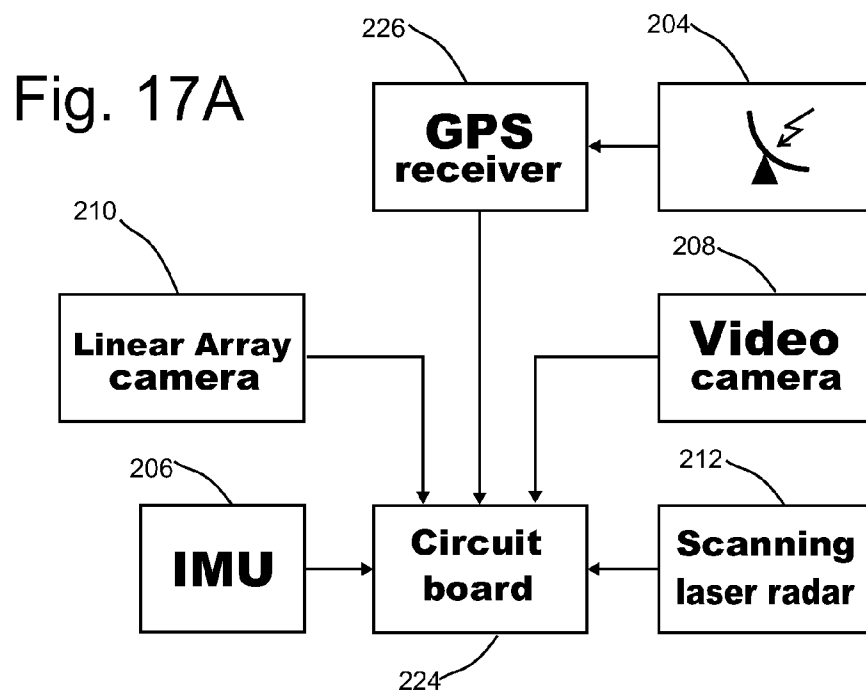 Fig. 17A
226
204
GPS
receiver
210
208
Linear Array
camera
Video
camera
206
212
IMU
Circuit
board
Scanning
laser radar
224